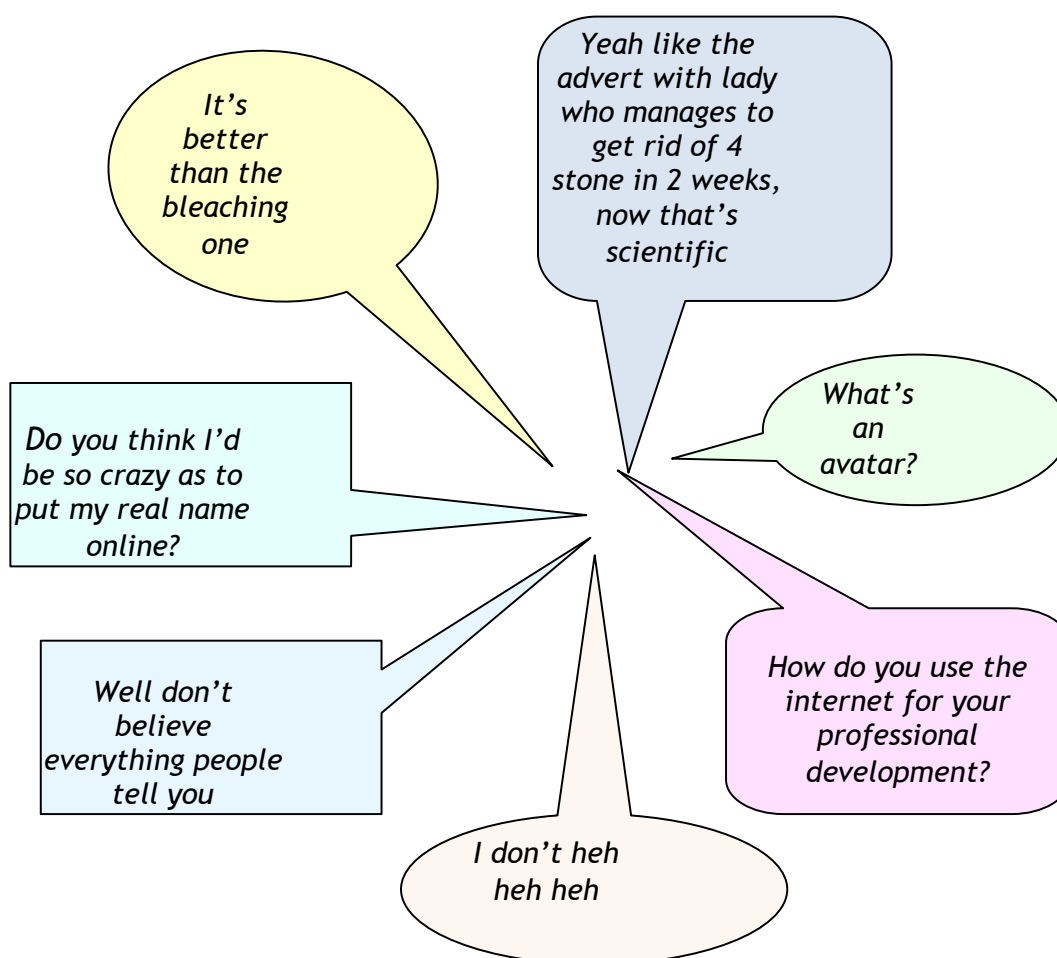 Yeah like the
advert with lady
who manages to
get rid of 4
stone in 2 weeks,
now that's
scientific
It's
better
than the
bleaching
one
What's
an
avatar?
Do you think I'd
be so crazy as to
put my real name
online?
How do you use the
internet for your
professional
development?
Well don't
believe
everything people
tell you
I don't heh
heh heh